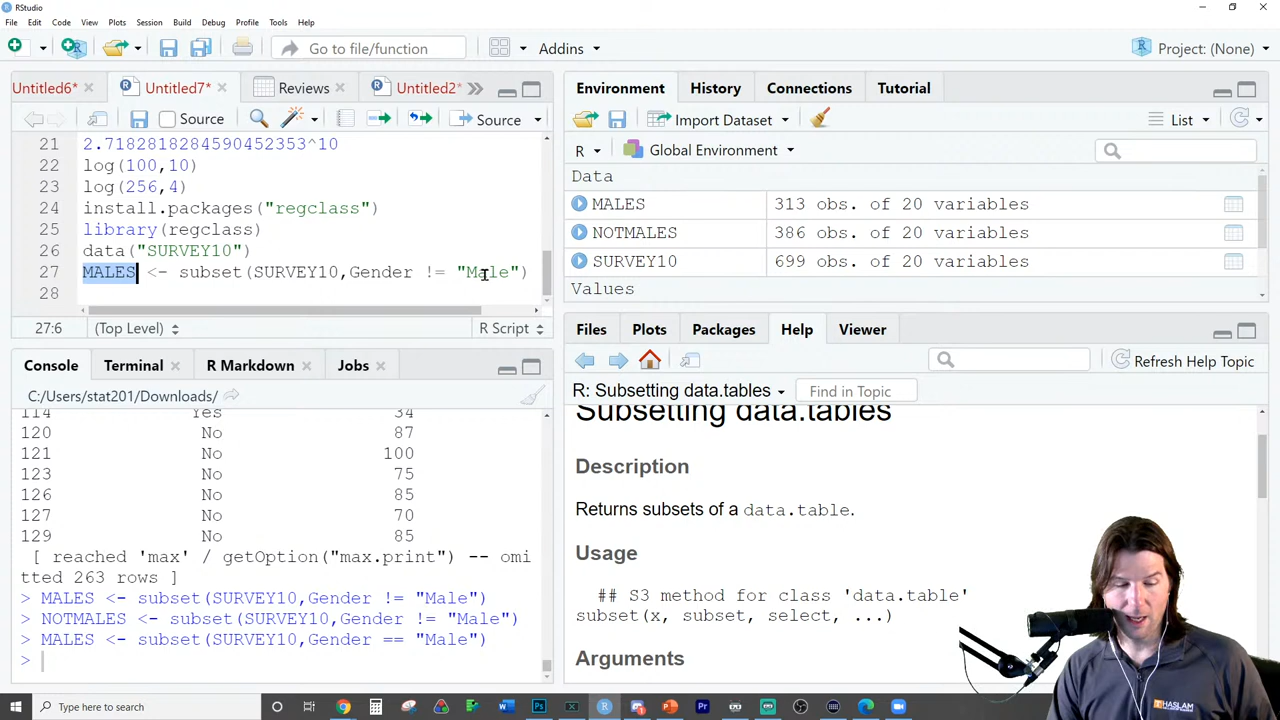 RStudio
File Edit Code View Plots Session Build Debug Profile Tools Help
Go to file/function
Addins
Project: (None)
Untitled6*
Untitled7*
Reviews
Untitled2*
Source
Source
21 2.7182818284590452353^10
22 log(100,10)
23 log(256,4)
24 install.packages("regclass")
25 library(regclass)
26 data("SURVEY10")
27 MALES <- subset(SURVEY10,Gender != "Male")
28
27:6 (Top Level) R Script
Console Terminal R Markdown Jobs
C:/Users/stat201/Downloads/
114 Yes 34
120 No 87
121 No 100
123 No 75
126 No 85
127 No 70
129 No 85
[ reached 'max' / getOption("max.print") -- omi
tted 263 rows ]
> MALES <- subset(SURVEY10,Gender != "Male")
> NOTMALES <- subset(SURVEY10,Gender != "Male")
> MALES <- subset(SURVEY10,Gender == "Male")
>
Environment History Connections Tutorial
Import Dataset
List
R Global Environment
Data
MALES 313 obs. of 20 variables
NOTMALES 386 obs. of 20 variables
SURVEY10 699 obs. of 20 variables
Values
Files Plots Packages Help Viewer
Refresh Help Topic
R: Subsetting data.tables
Find in Topic
Subsetting data.tables
Description
Returns subsets of a data.table.
Usage
## S3 method for class 'data.table'
subset(x, subset, select, ...)
Arguments
HASLAM
Type here to search